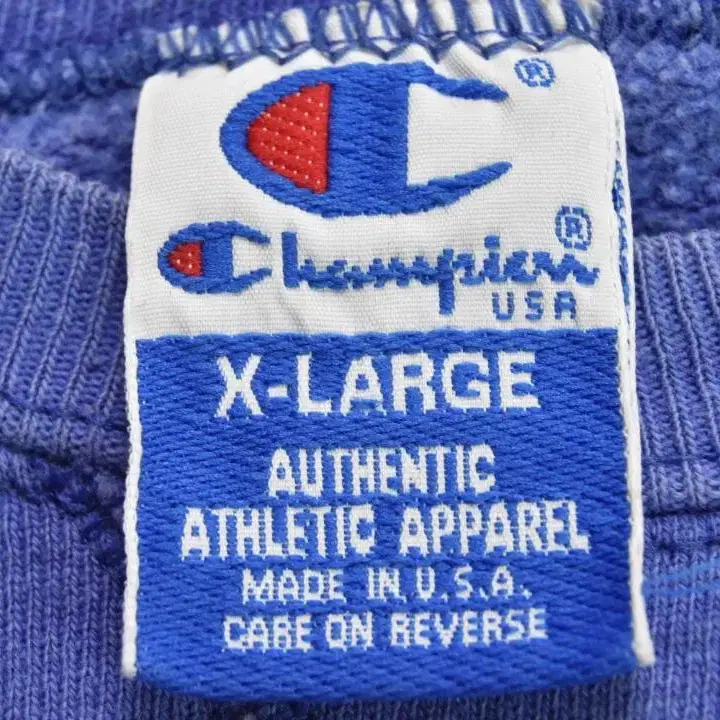 ®
Champion®
USA
X-LARGE
AUTHENTIC
ATHLETIC APPAREL
MADE IN U.S.A.
CARE ON REVERSE